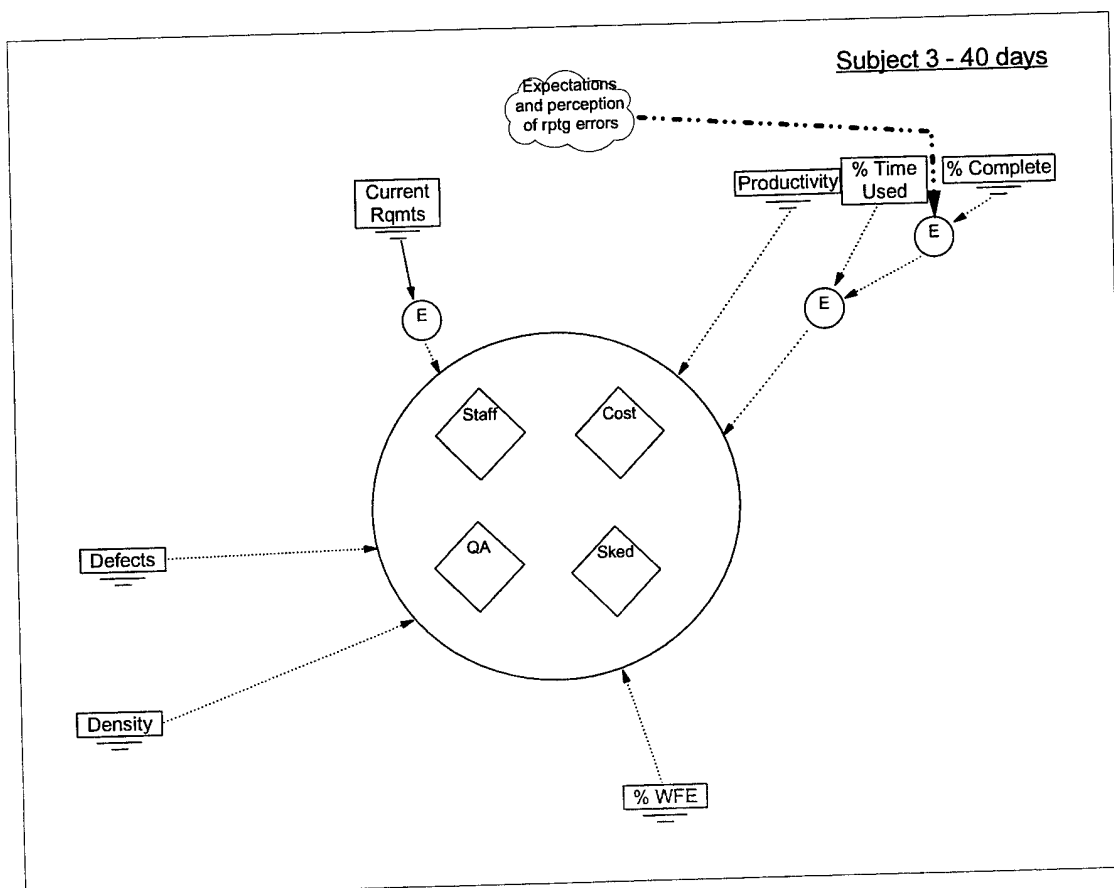 Subject 3 - 40 days
Expectations
and perception
of rptg errors
Productivity
% Time
Used
% Complete
Current
Rqmts
E
E
E
Staff
Cost
QA
Sked
Defects
Density
% WFE